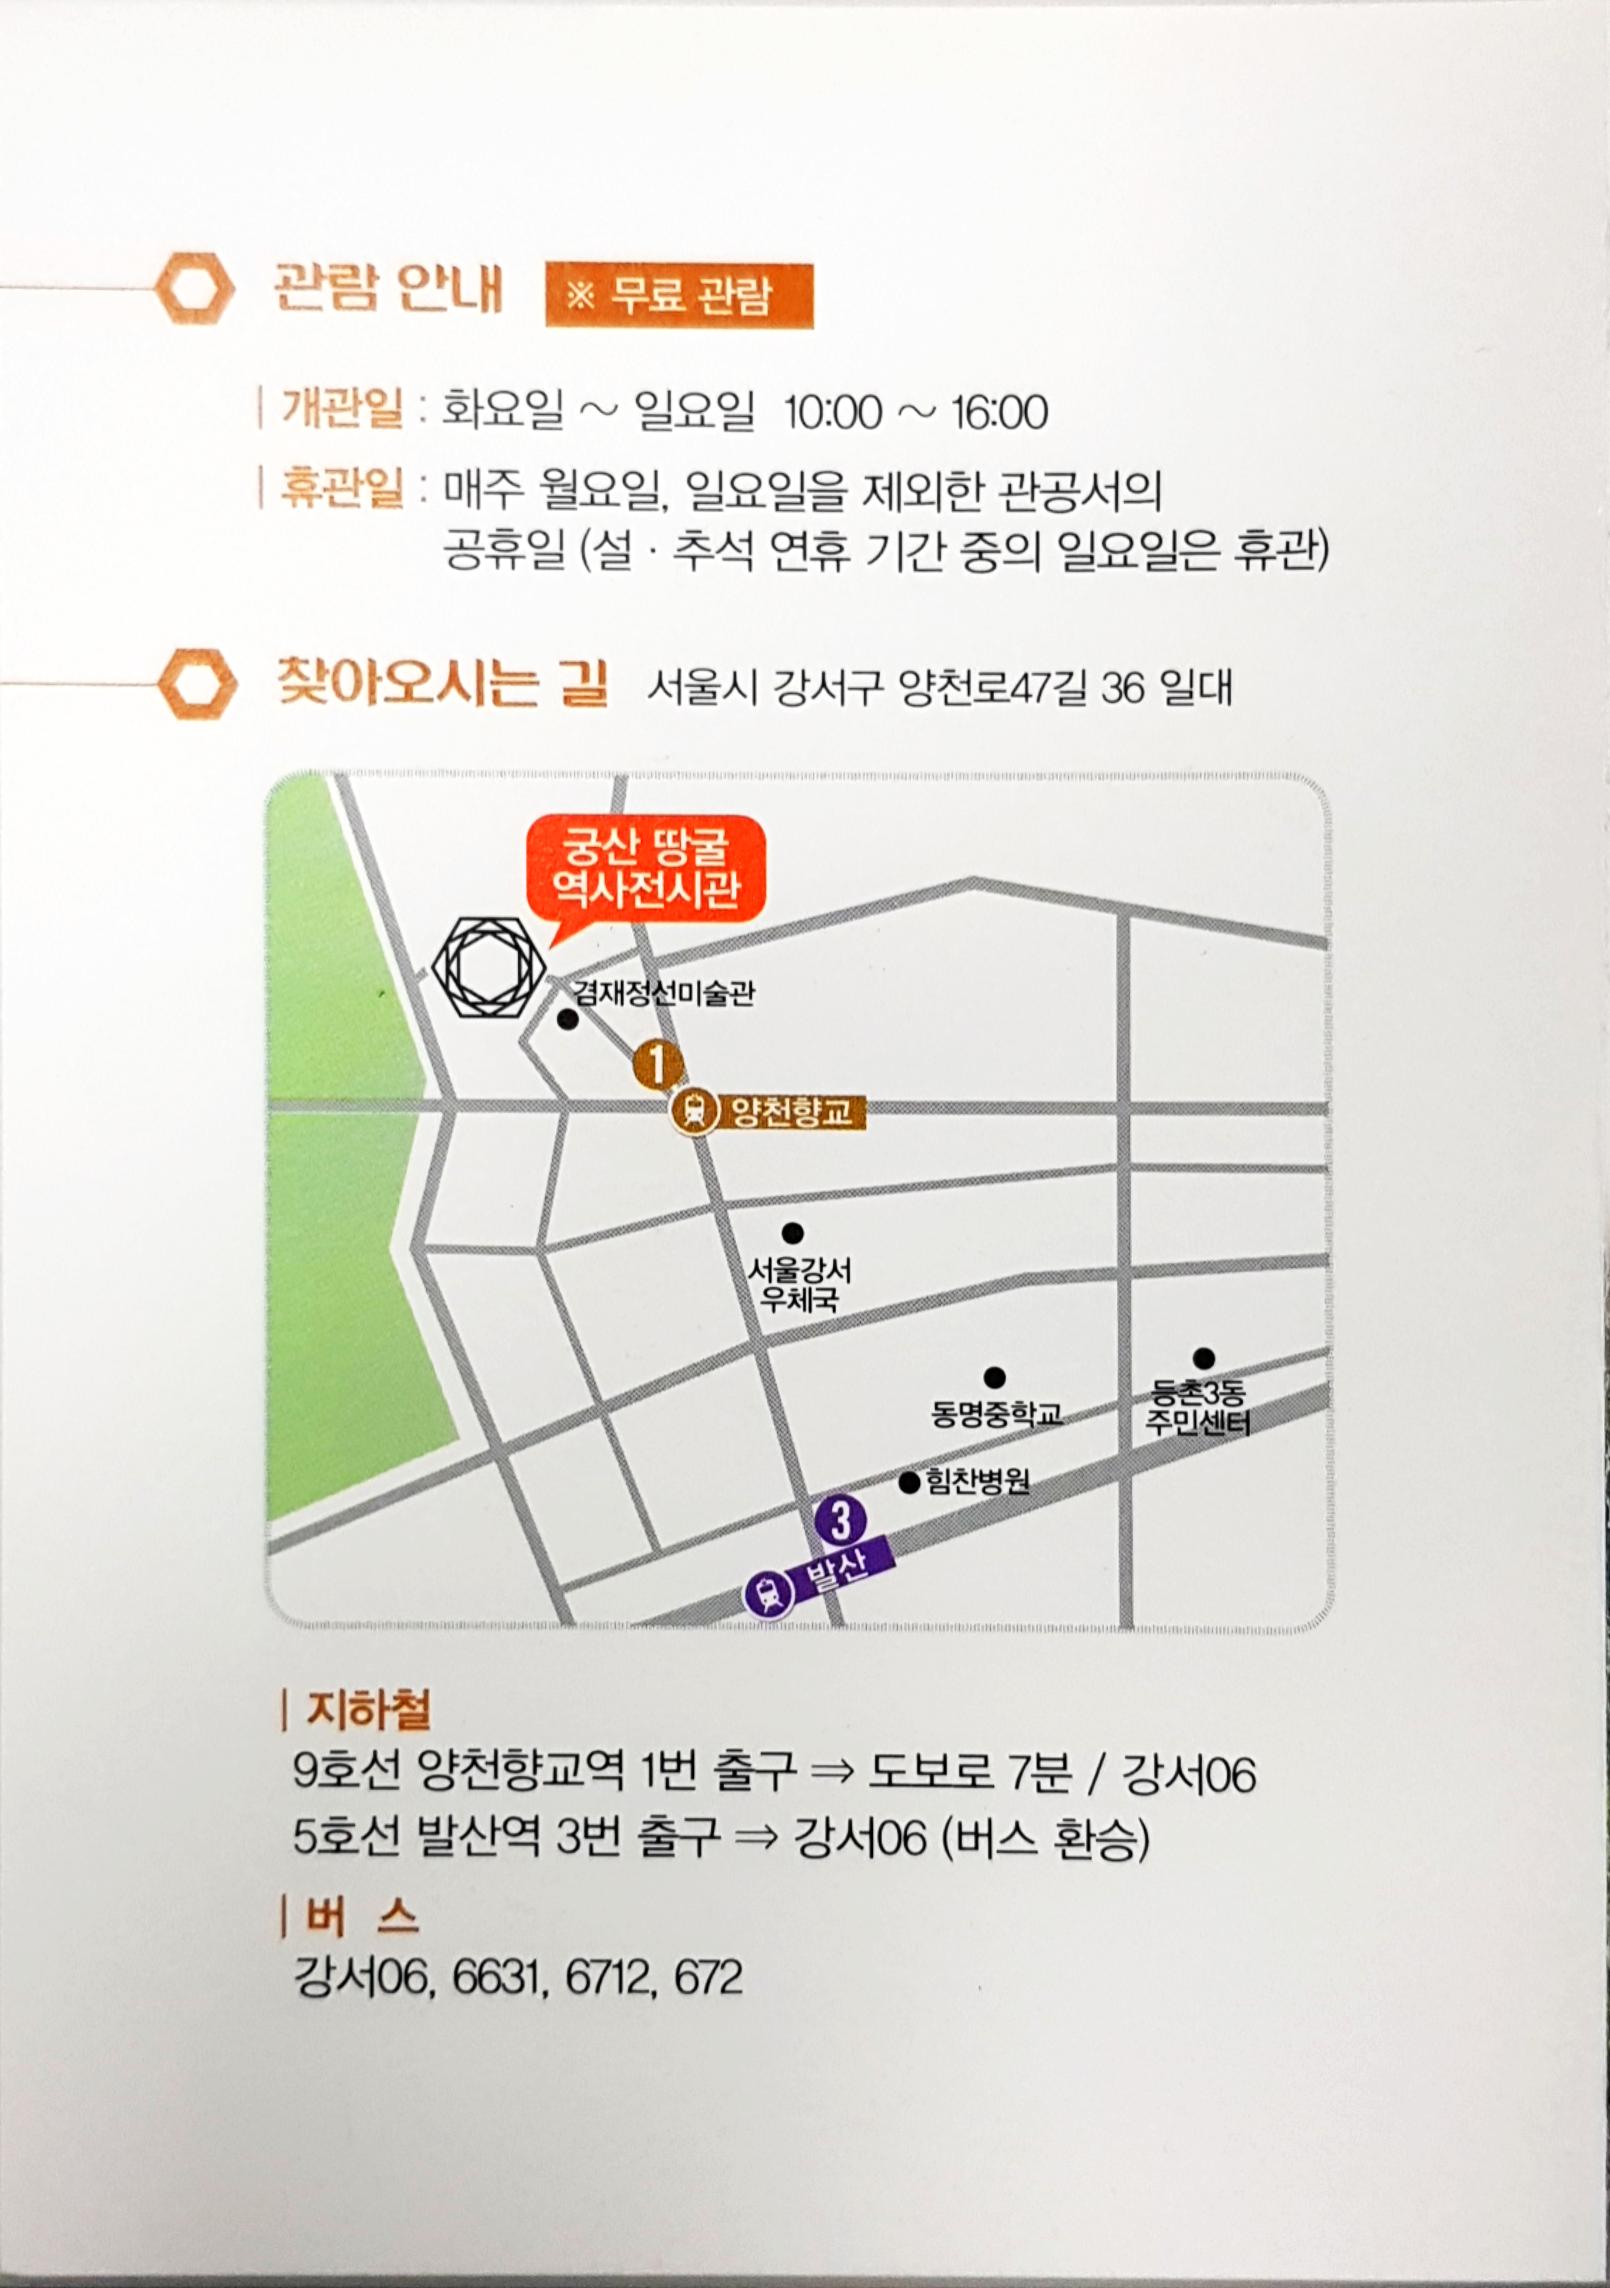 관람 안내 ※ 무료 관람
개관일 : 화요일 ~ 일요일 10:00 ~ 16:00
휴관일 : 매주 월요일, 일요일을 제외한 관공서의
공휴일 (설 · 추석 연휴 기간 중의 일요일은 휴관)
찾아오시는 길 서울시 강서구 양천로47길 36 일대
궁산 땅굴
역사전시관
겸재정선미술관
1
양천향교
서울강서
우체국
동명중학교
등촌3동
주민센터
힘찬병원
3
발산
지하철
9호선 양천향교역 1번 출구 ⇒ 도보로 7분 / 강서06
5호선 발산역 3번 출구 ⇒ 강서06 (버스 환승)
버 스
강서06, 6631, 6712, 672